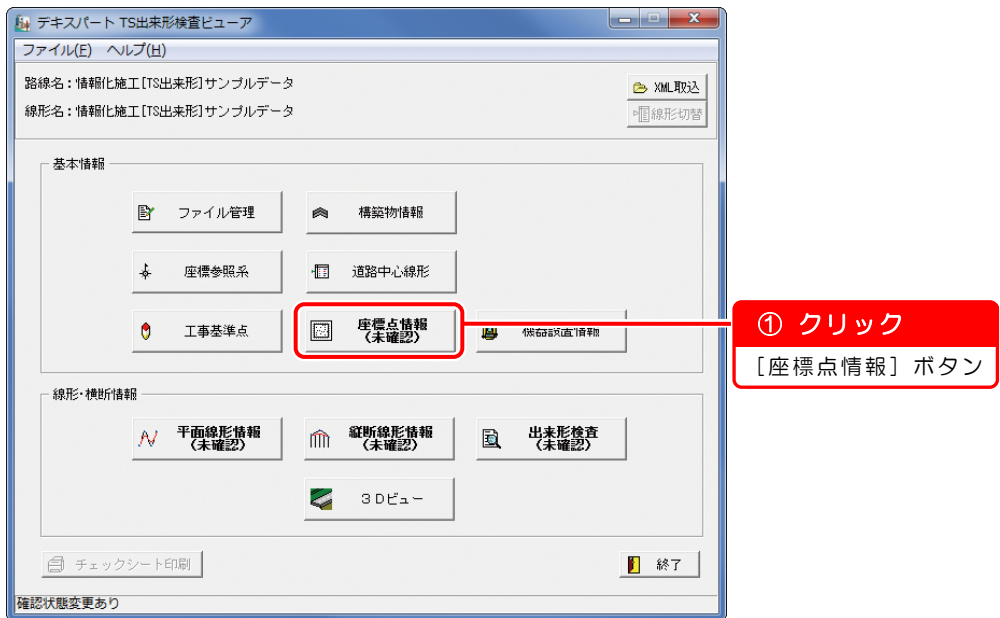 デキスパート TS出来形検査ビューア
ファイル(F) ヘルプ(H)
路線名：情報化施工[TS出来形]サンプルデータ
XML取込
線形名：情報化施工[TS出来形]サンプルデータ
線形切替
基本情報
ファイル管理 構築物情報
座標参照系 道路中心線形
工事基準点 座標点情報 機器設置情報
(未確認)
① クリック
［座標点情報］ボタン
線形・横断情報
平面線形情報 縦断線形情報 出来形検査
(未確認) (未確認) (未確認)
３Dビュー
チェックシート印刷 終了
確認状態変更あり